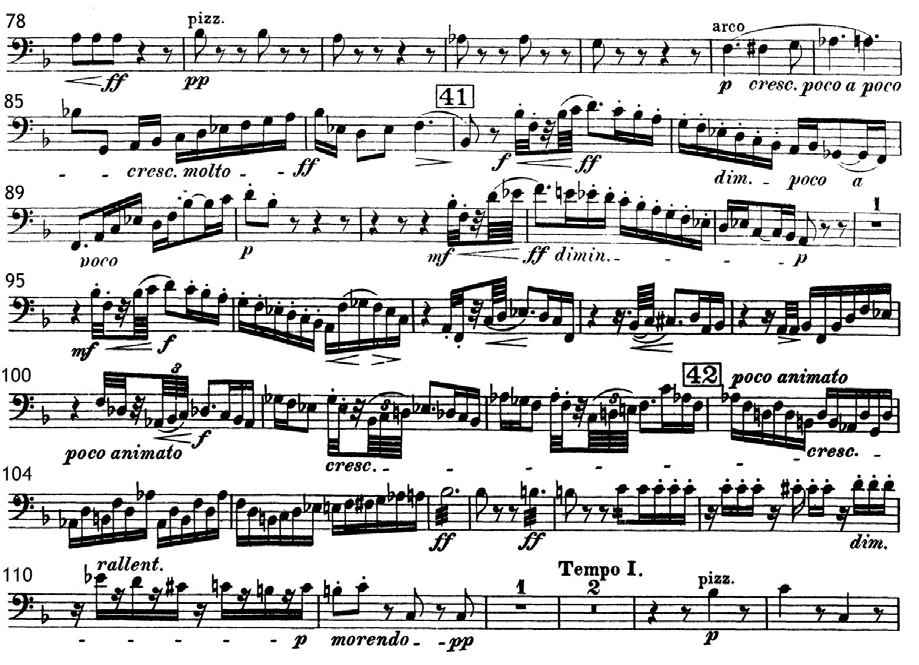 78 pizz. arco
ff pp p cresc. poco a poco
85 41
cresc. molto ff f ff dim. poco a
89 1
poco p mf ff dimin. p
95
mf f
100 3 3 3 42 poco animato
poco animato f cresc. cresc.
104
ff ff dim.
110 rallent. 1 Tempo I. 2 pizz.
p morendo pp p